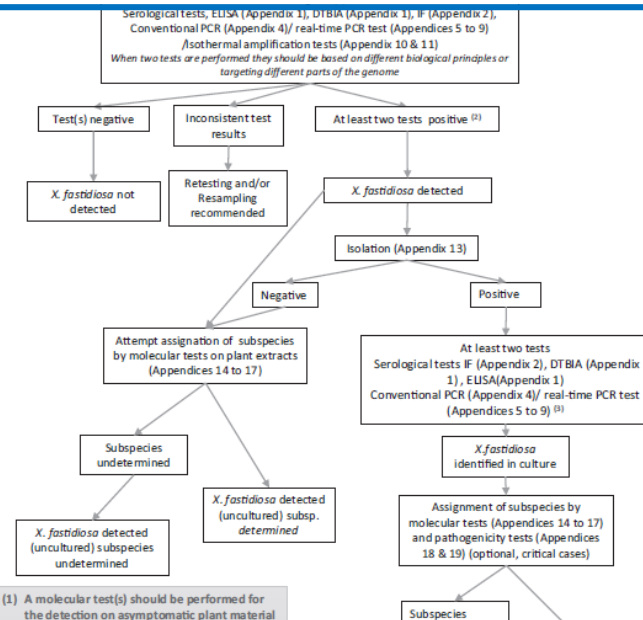 Serological tests, ELISA (Appendix 1), DTBIA (Appendix 1), IF (Appendix 2),
Conventional PCR (Appendix 4)/ real-time PCR test (Appendices 5 to 9)
/Isothermal amplification tests (Appendix 10 & 11)
When two tests are performed they should be based on different biological principles or
targeting different parts of the genome
Test(s) negative
Inconsistent test
results
At least two tests positive (2)
X. fastidiosa not
detected
Retesting and/or
Resampling
recommended
X. fastidiosa detected
Isolation (Appendix 13)
Negative
Positive
Attempt assignation of subspecies
by molecular tests on plant extracts
(Appendices 14 to 17)
At least two tests
Serological tests IF (Appendix 2), DTBIA (Appendix
1) , ELISA(Appendix 1)
Conventional PCR (Appendix 4)/ real-time PCR test
(Appendices 5 to 9) (3)
Subspecies
undetermined
X.fastidiosa
identified in culture
X. fastidiosa detected
(uncultured) subsp.
determined
X. fastidiosa detected
(uncultured) subspecies
undetermined
Assignment of subspecies by
molecular tests (Appendices 14 to 17)
and pathogenicity tests (Appendices
18 & 19) (optional, critical cases)
(1) A molecular test(s) should be performed for
the detection on asymptomatic plant material
Subspecies